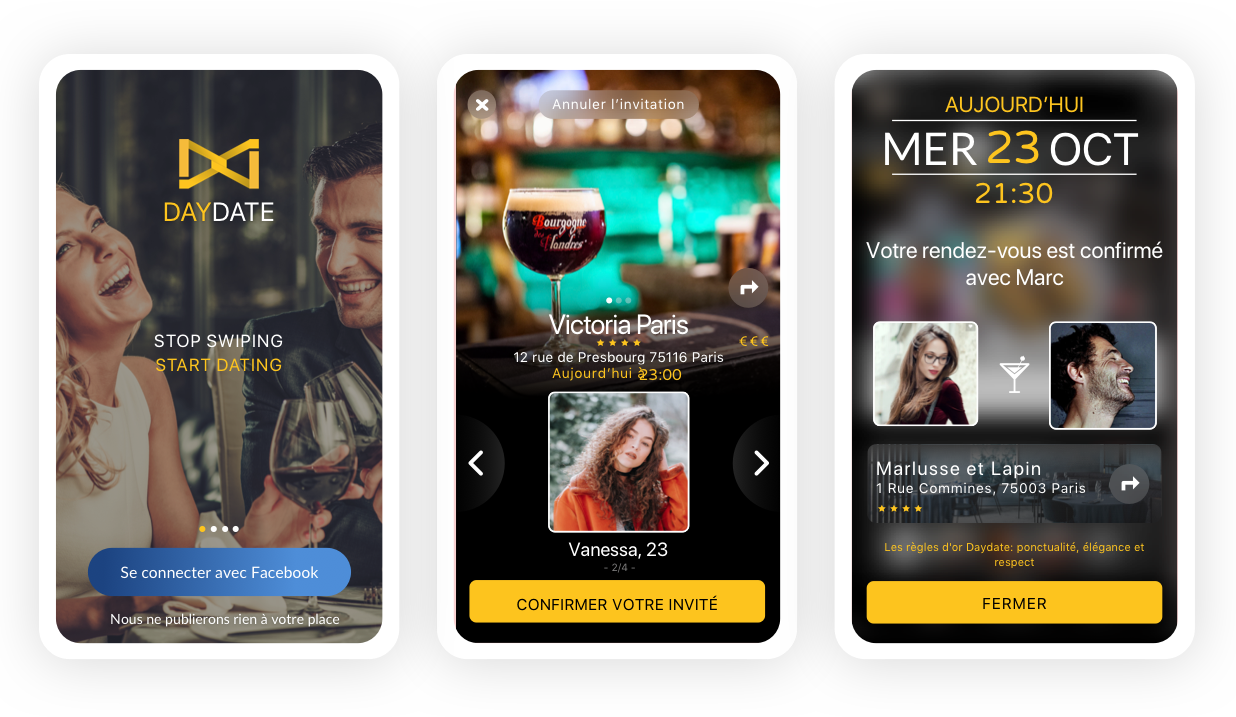 DAYDATE
STOP SWIPING
START DATING
Se connecter avec Facebook
Nous ne publierons rien à votre place
Annuler l’invitation
Bourgogne
des
Flandres
Victoria Paris
€€€
12 rue de Presbourg 75116 Paris
Aujourd’hui à 23:00
Vanessa, 23
- 2/4 -
CONFIRMER VOTRE INVITÉ
AUJOURD’HUI
MER 23 OCT
21:30
Votre rendez-vous est confirmé
avec Marc
Marlusse et Lapin
1 Rue Commines, 75003 Paris
Les règles d'or Daydate: ponctualité, élégance et
respect
FERMER